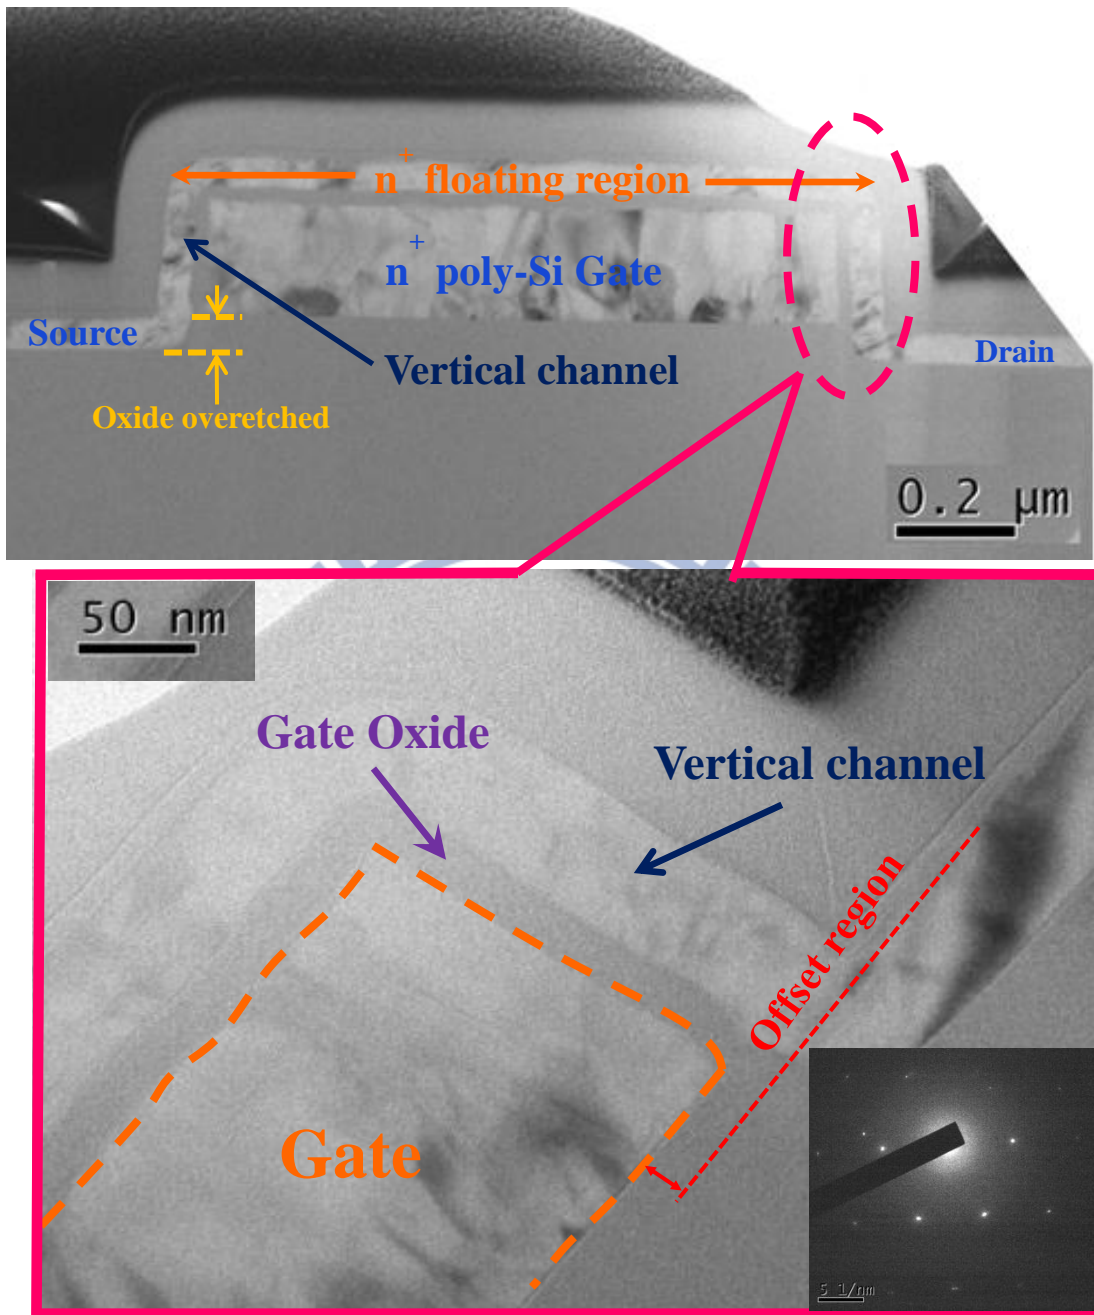 n+ floating region
n+ poly-Si Gate
Source
Vertical channel
Drain
Oxide overetched
0.2 μm
50 nm
Gate Oxide
Vertical channel
Offset region
Gate
5 1/nm